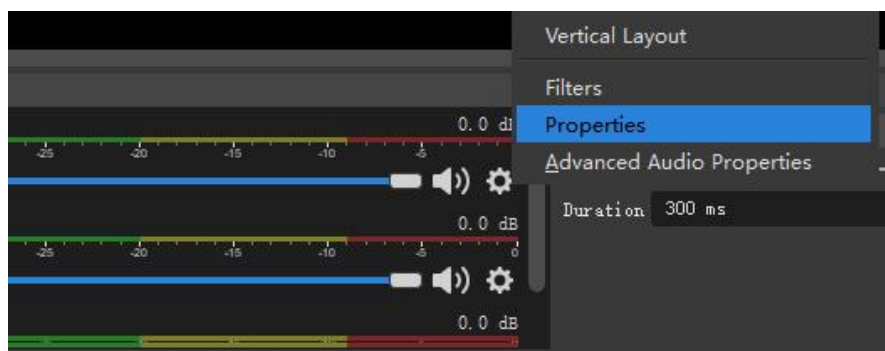 Vertical Layout
Filters
0.0 dB
Properties
-25 -20 -15 -10 -5
Advanced Audio Properties
Duration 300 ms
0.0 dB
-25 -20 -15 -10 -5 0
0.0 dB